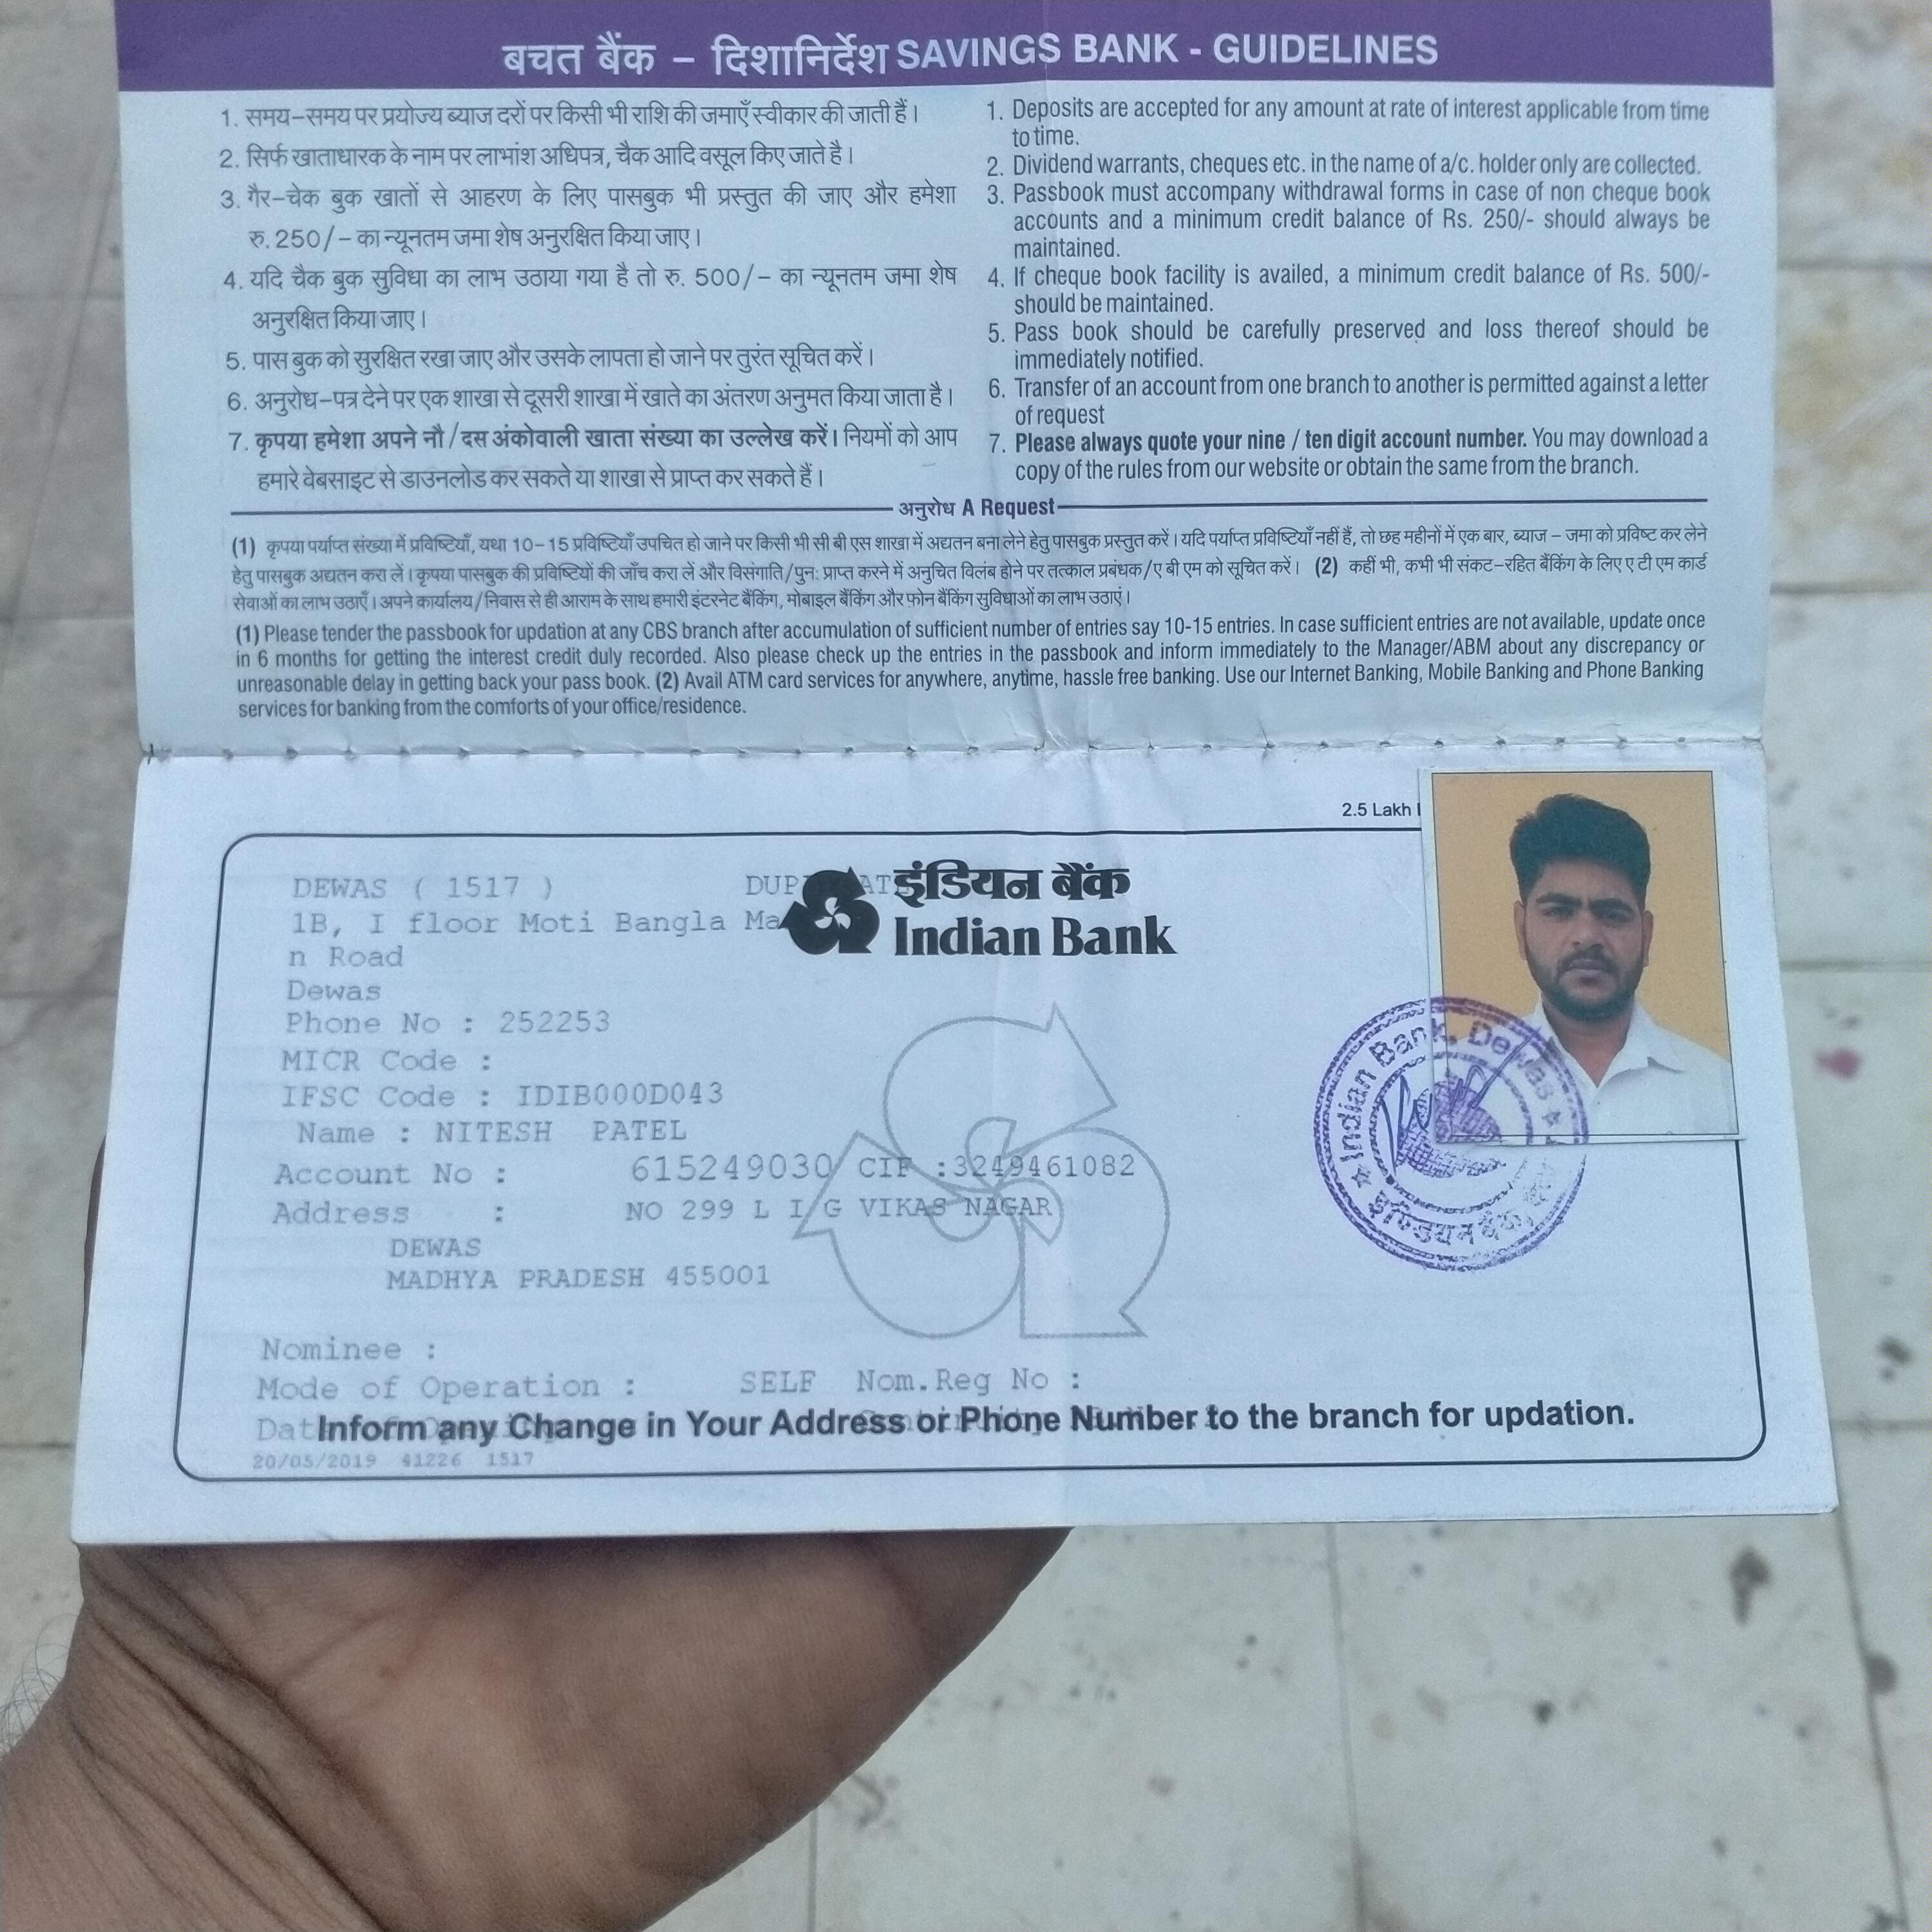 बचत बैंक – दिशानिर्देश SAVINGS BANK - GUIDELINES
1. समय–समय पर प्रयोज्य ब्याज दरों पर किसी भी राशि की जमाएँ स्वीकार की जाती हैं।
2. सिर्फ खाताधारक के नाम पर लाभांश अधिपत्र, चैक आदि वसूल किए जाते है।
3. गैर–चेक बुक खातों से आहरण के लिए पासबुक भी प्रस्तुत की जाए और हमेशा
रु. 250/– का न्यूनतम जमा शेष अनुरक्षित किया जाए।
4. यदि चैक बुक सुविधा का लाभ उठाया गया है तो रु. 500/– का न्यूनतम जमा शेष
अनुरक्षित किया जाए।
5. पास बुक को सुरक्षित रखा जाए और उसके लापता हो जाने पर तुरंत सूचित करें।
6. अनुरोध–पत्र देने पर एक शाखा से दूसरी शाखा में खाते का अंतरण अनुमत किया जाता है।
7. कृपया हमेशा अपने नौ/दस अंकोवाली खाता संख्या का उल्लेख करें। नियमों को आप
हमारे वेबसाइट से डाउनलोड कर सकते या शाखा से प्राप्त कर सकते हैं।
1. Deposits are accepted for any amount at rate of interest applicable from time
to time.
2. Dividend warrants, cheques etc. in the name of a/c. holder only are collected.
3. Passbook must accompany withdrawal forms in case of non cheque book
accounts and a minimum credit balance of Rs. 250/- should always be
maintained.
4. If cheque book facility is availed, a minimum credit balance of Rs. 500/-
should be maintained.
5. Pass book should be carefully preserved and loss thereof should be
immediately notified.
6. Transfer of an account from one branch to another is permitted against a letter
of request
7. Please always quote your nine / ten digit account number. You may download a
copy of the rules from our website or obtain the same from the branch.
अनुरोध A Request
(1) कृपया पर्याप्त संख्या में प्रविष्टियाँ, यथा 10–15 प्रविष्टियाँ उपचित हो जाने पर किसी भी सी बी एस शाखा में अद्यतन बना लेने हेतु पासबुक प्रस्तुत करें। यदि पर्याप्त प्रविष्टियाँ नहीं हैं, तो छह महीनों में एक बार, ब्याज – जमा को प्रविष्ट कर लेने
हेतु पासबुक अद्यतन करा लें। कृपया पासबुक की प्रविष्टियों की जाँच करा लें और विसंगाति/पुनः प्राप्त करने में अनुचित विलंब होने पर तत्काल प्रबंधक/ए बी एम को सूचित करें। (2) कहीं भी, कभी भी संकट–रहित बैंकिंग के लिए ए टी एम कार्ड
सेवाओं का लाभ उठाएँ। अपने कार्यालय/निवास से ही आराम के साथ हमारी इंटरनेट बैंकिंग, मोबाइल बैंकिंग और फ़ोन बैंकिंग सुविधाओं का लाभ उठाएं।
(1) Please tender the passbook for updation at any CBS branch after accumulation of sufficient number of entries say 10-15 entries. In case sufficient entries are not available, update once
in 6 months for getting the interest credit duly recorded. Also please check up the entries in the passbook and inform immediately to the Manager/ABM about any discrepancy or
unreasonable delay in getting back your pass book. (2) Avail ATM card services for anywhere, anytime, hassle free banking. Use our Internet Banking, Mobile Banking and Phone Banking
services for banking from the comforts of your office/residence.
2.5 Lakh
इंडियन बैंक
Indian Bank
DEWAS ( 1517 )
1B, I floor Moti Bangla Ma
n Road
Dewas
Phone No : 252253
MICR Code :
IFSC Code : IDIB000D043
Name : NITESH PATEL
Account No : 615249030 CIF :3249461082
Address : NO 299 L I G VIKAS NAGAR
DEWAS
MADHYA PRADESH 455001
Indian Bank, Dewas
इण्डियन बैंक,
Nominee :
Mode of Operation : SELF Nom.Reg No :
Inform any Change in Your Address or Phone Number to the branch for updation.
20/05/2019 41226 1517